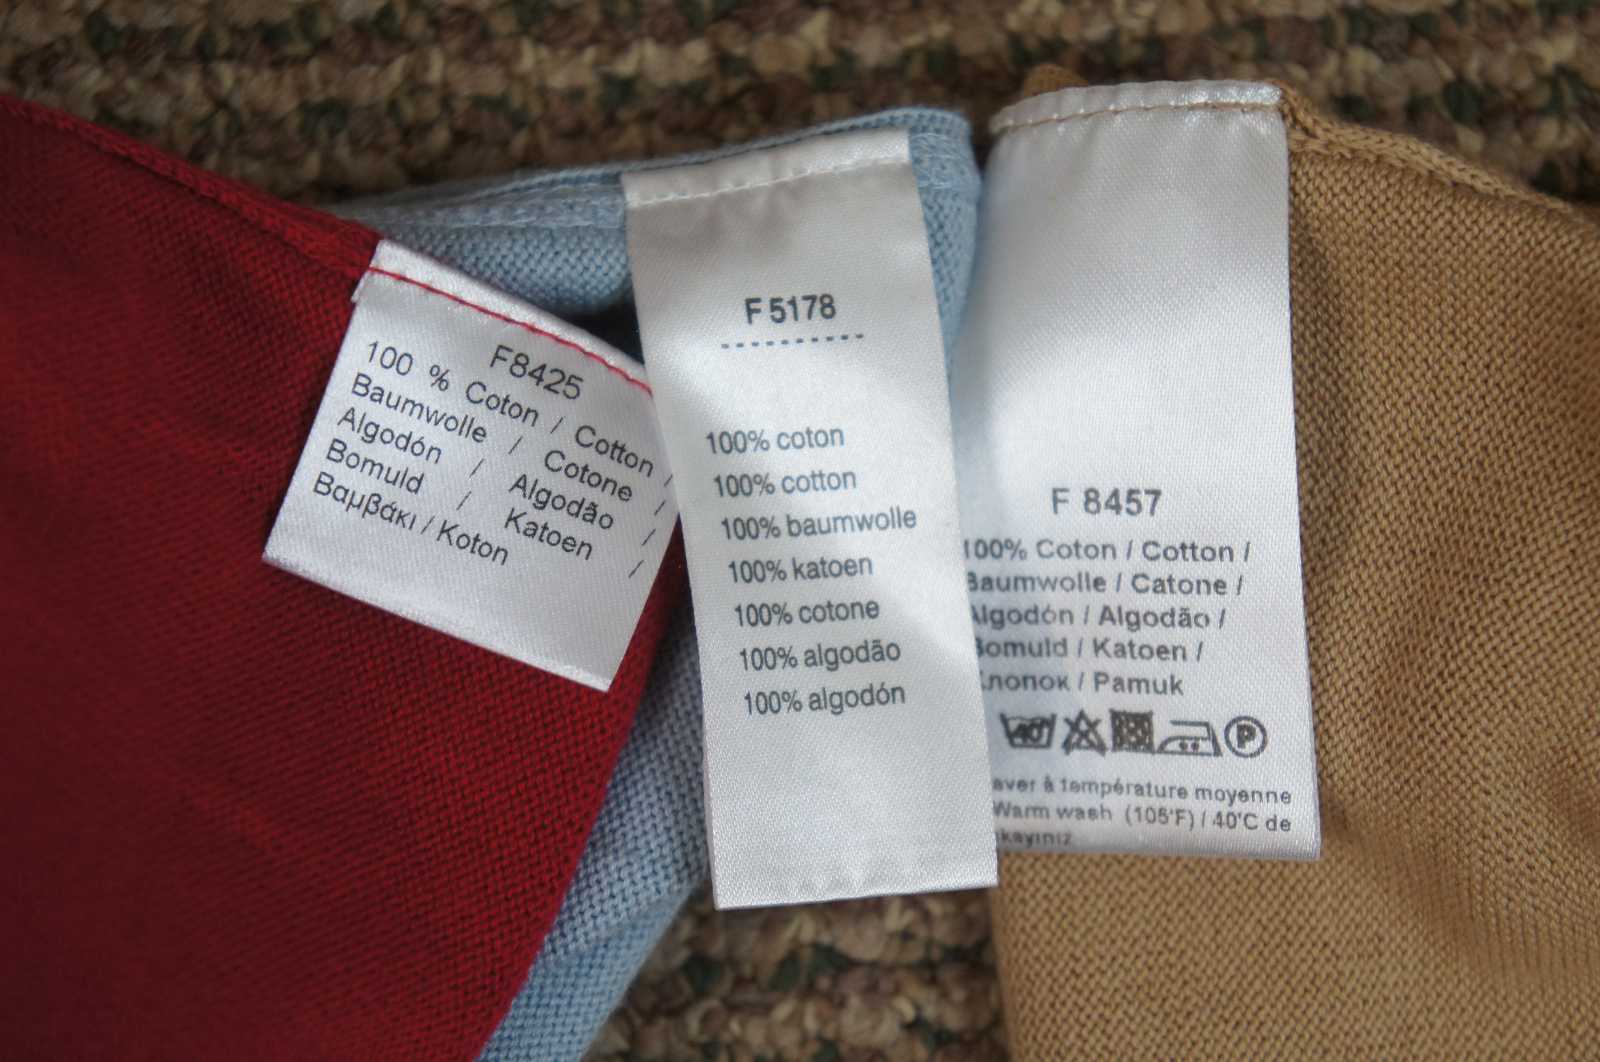 F8425
100 % Coton / Cotton /
Baumwolle / Cotone /
Algodón / Algodão /
Bomuld / Katoen /
Βαμβάκι / Koton
F 5178
100% coton
100% cotton
100% baumwolle
100% katoen
100% cotone
100% algodão
100% algodón
F 8457
100% Coton / Cotton /
Baumwolle / Catone /
Algodón / Algodão /
Bomuld / Katoen /
/ Pamuk
40 P
à température moyenne
Warm wash (105°F) / 40°C de